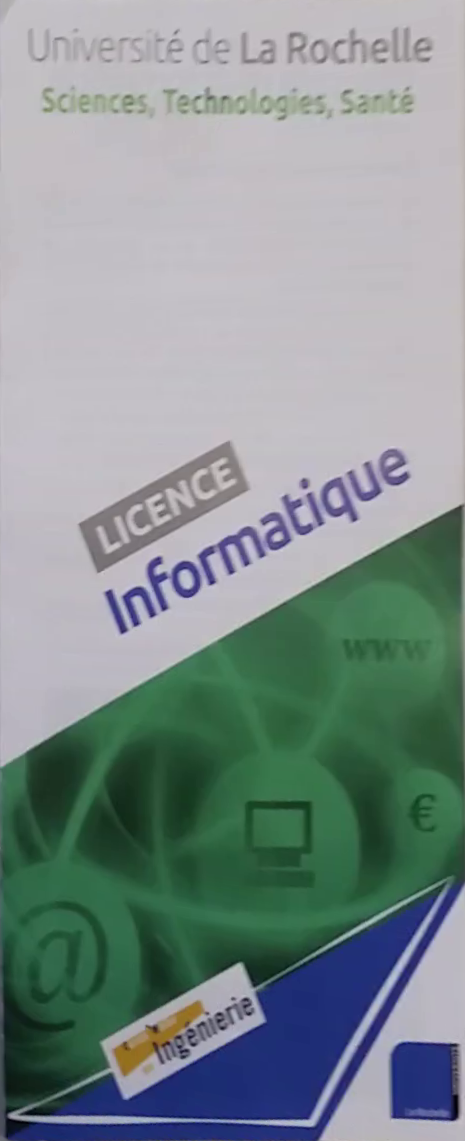 Université de La Rochelle
Sciences, Technologies, Santé
LICENCE
Informatique
www
€
@
Ingénierie